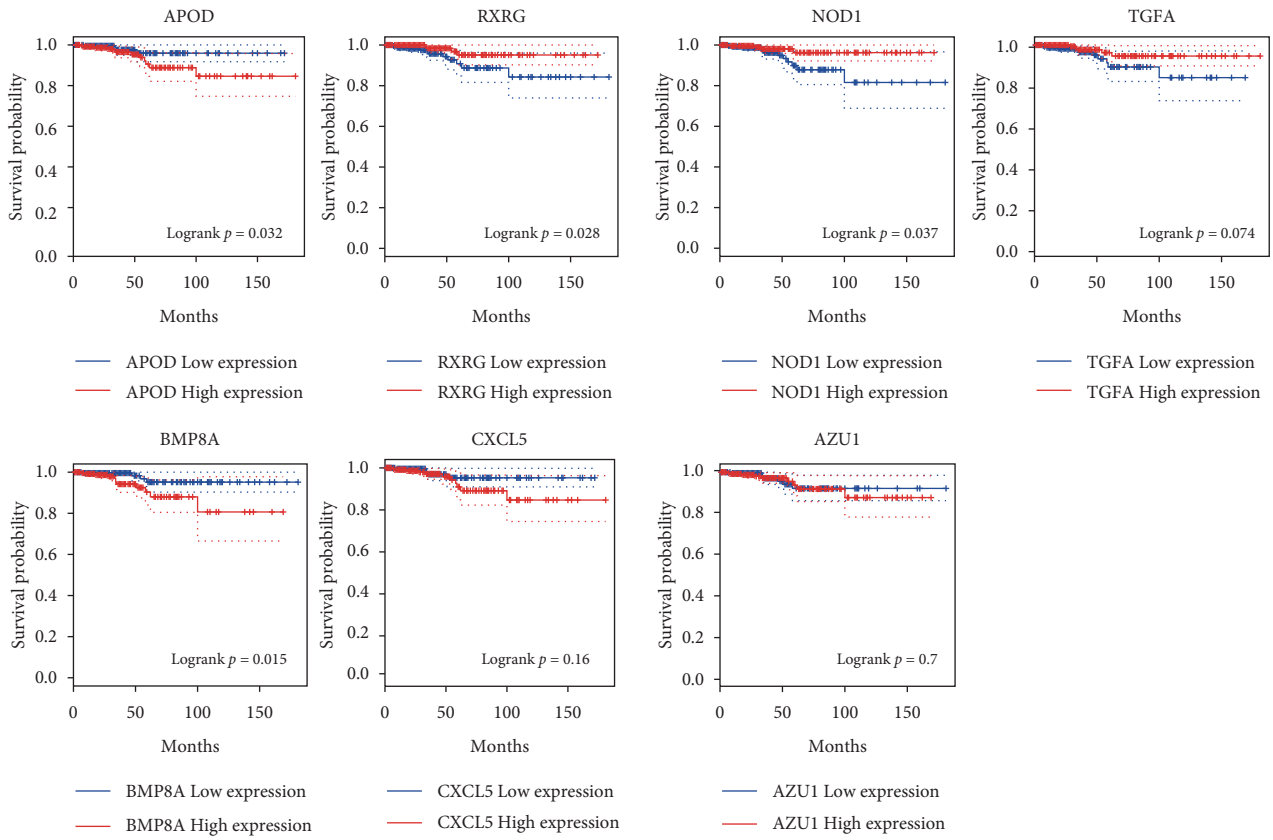 APOD
Survival probability
1.0
0.8
0.6
0.4
0.2
0.0
Logrank p = 0.032
0 50 100 150
Months
APOD Low expression
APOD High expression
RXRG
Survival probability
1.0
0.8
0.6
0.4
0.2
0.0
Logrank p = 0.028
0 50 100 150
Months
RXRG Low expression
RXRG High expression
NOD1
Survival probability
1.0
0.8
0.6
0.4
0.2
0.0
Logrank p = 0.037
0 50 100 150
Months
NOD1 Low expression
NOD1 High expression
TGFA
Survival probability
1.0
0.8
0.6
0.4
0.2
0.0
Logrank p = 0.074
0 50 100 150
Months
TGFA Low expression
TGFA High expression
BMP8A
Survival probability
1.0
0.8
0.6
0.4
0.2
0.0
Logrank p = 0.015
0 50 100 150
Months
BMP8A Low expression
BMP8A High expression
CXCL5
Survival probability
1.0
0.8
0.6
0.4
0.2
0.0
Logrank p = 0.16
0 50 100 150
Months
CXCL5 Low expression
CXCL5 High expression
AZU1
Survival probability
1.0
0.8
0.6
0.4
0.2
0.0
Logrank p = 0.7
0 50 100 150
Months
AZU1 Low expression
AZU1 High expression